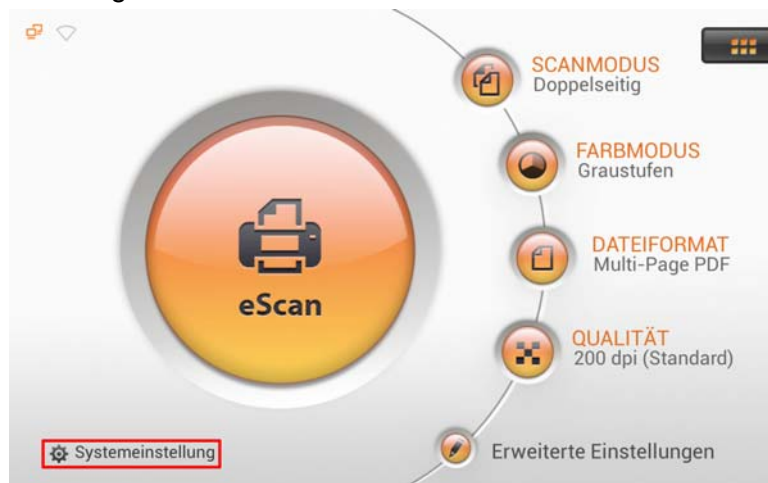 SCANMODUS
Doppelseitig
FARBMODUS
Graustufen
DATEIFORMAT
Multi-Page PDF
eScan
QUALITÄT
200 dpi (Standard)
Systemeinstellung
Erweiterte Einstellungen